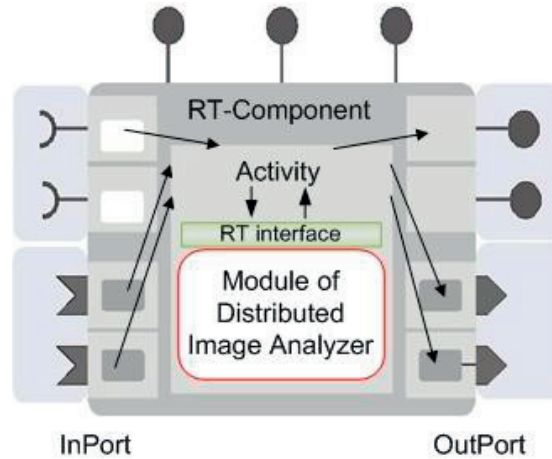 RT-Component
Activity
RT interface
Module of
Distributed
Image Analyzer
InPort
OutPort